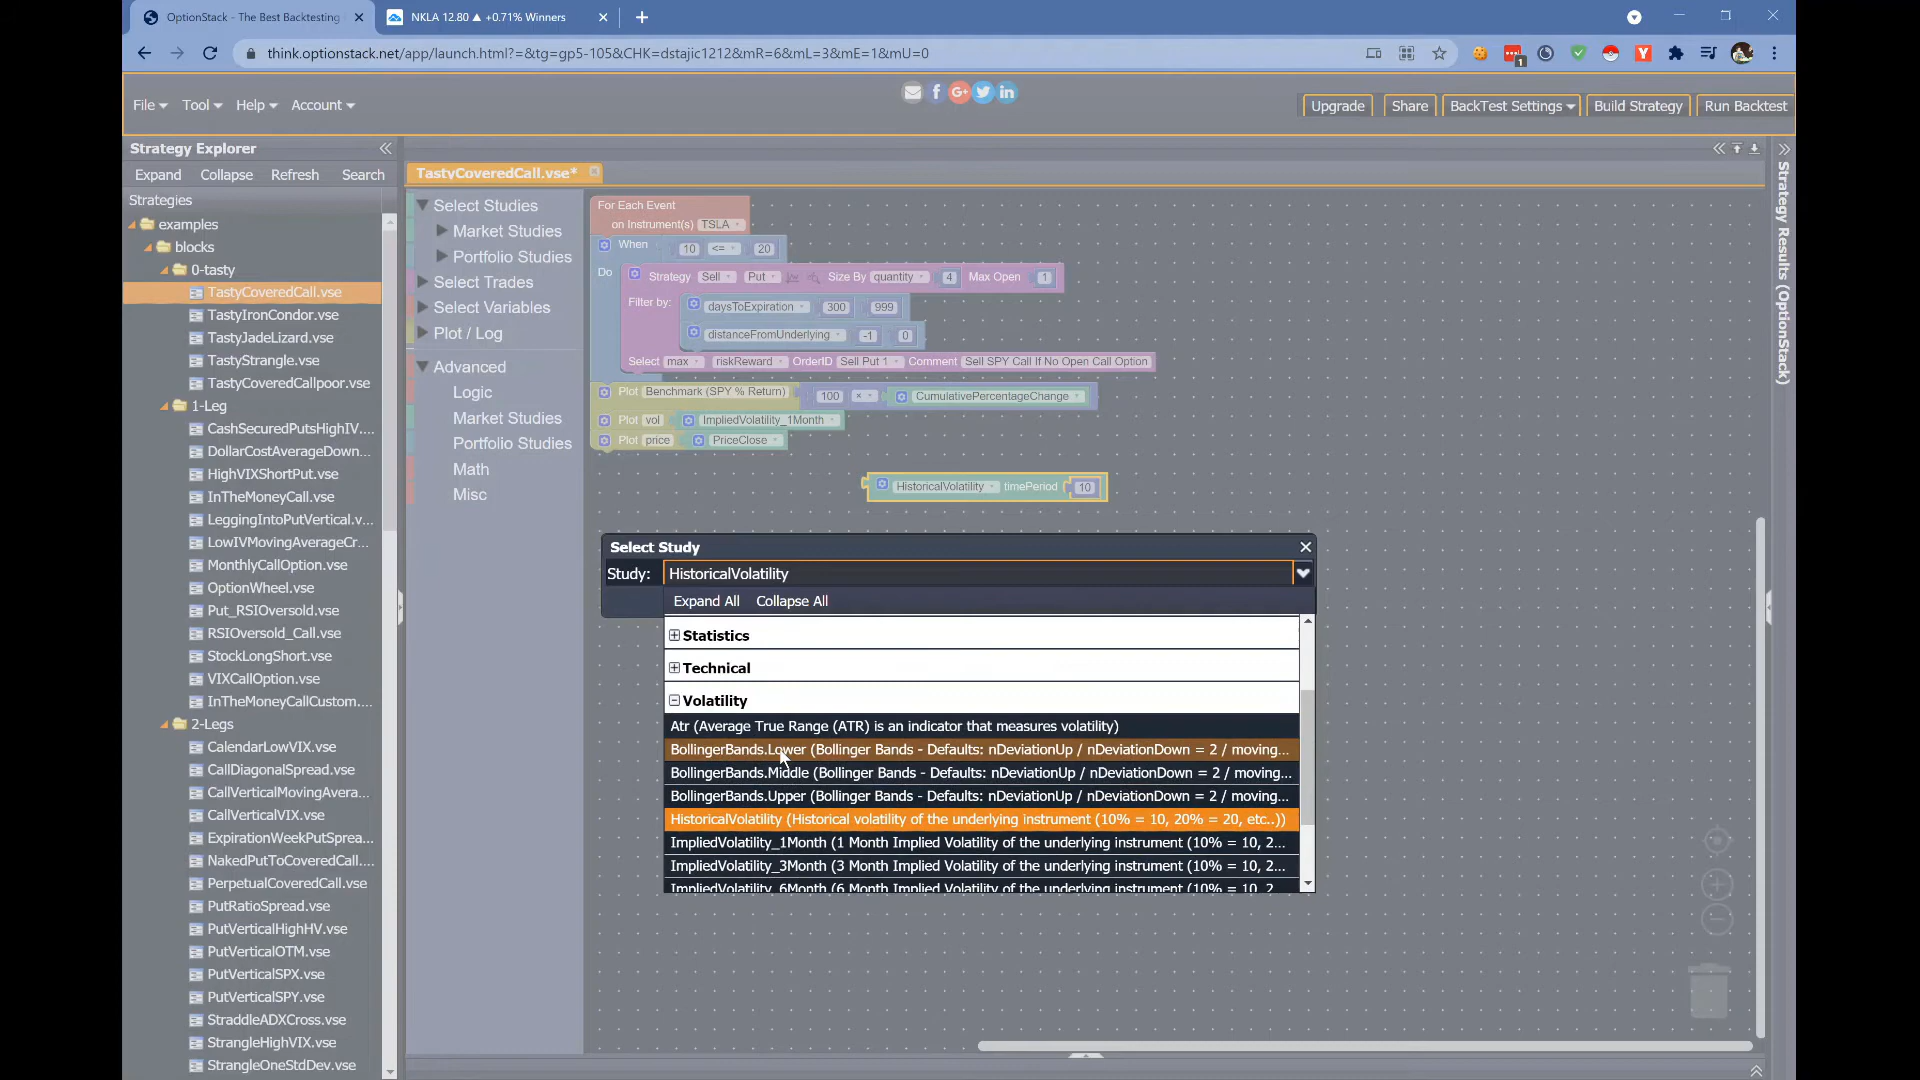 OptionStack - The Best Backtesting
NKLA 12.80 ▲ +0.71% Winners
think.optionstack.net/app/launch.html?=&tg=gp5-105&CHK=dstajic1212&mR=6&mL=3&mE=1&mU=0
1
File
Tool
Help
Account
Upgrade
Share
BackTest Settings
Build Strategy
Run Backtest
Strategy Explorer
Expand
Collapse
Refresh
Search
Strategies
examples
blocks
0-tasty
TastyCoveredCall.vse
TastyIronCondor.vse
TastyJadeLizard.vse
TastyStrangle.vse
TastyCoveredCallpoor.vse
1-Leg
CashSecuredPutsHighIV....
DollarCostAverageDown...
HighVIXShortPut.vse
InTheMoneyCall.vse
LeggingIntoPutVertical.v...
LowIVMovingAverageCr...
MonthlyCallOption.vse
OptionWheel.vse
Put_RSIOversold.vse
RSIOversold_Call.vse
StockLongShort.vse
VIXCallOption.vse
InTheMoneyCallCustom....
2-Legs
CalendarLowVIX.vse
CallDiagonalSpread.vse
CallVerticalMovingAvera...
CallVerticalVIX.vse
ExpirationWeekPutSprea...
NakedPutToCoveredCall....
PerpetualCoveredCall.vse
PutRatioSpread.vse
PutVerticalHighHV.vse
PutVerticalOTM.vse
PutVerticalSPX.vse
PutVerticalSPY.vse
StraddleADXCross.vse
StrangleHighVIX.vse
StrangleOneStdDev.vse
TastyCoveredCall.vse*
Select Studies
Market Studies
Portfolio Studies
Select Trades
Select Variables
Plot / Log
Advanced
Logic
Market Studies
Portfolio Studies
Math
Misc
For Each Event
on Instrument(s) TSLA
When 10 <= 20
Do Strategy Sell Put Size By quantity 4 Max Open 1
Filter by: daysToExpiration 300 999
distanceFromUnderlying -1 0
Select max riskReward OrderID Sell Put 1 Comment Sell SPY Call If No Open Call Option
Plot Benchmark (SPY % Return) 100 × CumulativePercentageChange
Plot vol ImpliedVolatility_1Month
Plot price PriceClose
HistoricalVolatility timePeriod 10
Select Study
Study: HistoricalVolatility
Expand All Collapse All
Statistics
Technical
Volatility
Atr (Average True Range (ATR) is an indicator that measures volatility)
BollingerBands.Lower (Bollinger Bands - Defaults: nDeviationUp / nDeviationDown = 2 / moving...
BollingerBands.Middle (Bollinger Bands - Defaults: nDeviationUp / nDeviationDown = 2 / moving...
BollingerBands.Upper (Bollinger Bands - Defaults: nDeviationUp / nDeviationDown = 2 / moving...
HistoricalVolatility (Historical volatility of the underlying instrument (10% = 10, 20% = 20, etc..))
ImpliedVolatility_1Month (1 Month Implied Volatility of the underlying instrument (10% = 10, 2...
ImpliedVolatility_3Month (3 Month Implied Volatility of the underlying instrument (10% = 10, 2...
ImpliedVolatility_6Month (6 Month Implied Volatility of the underlying instrument (10% = 10, 2
Strategy Results (OptionStack)